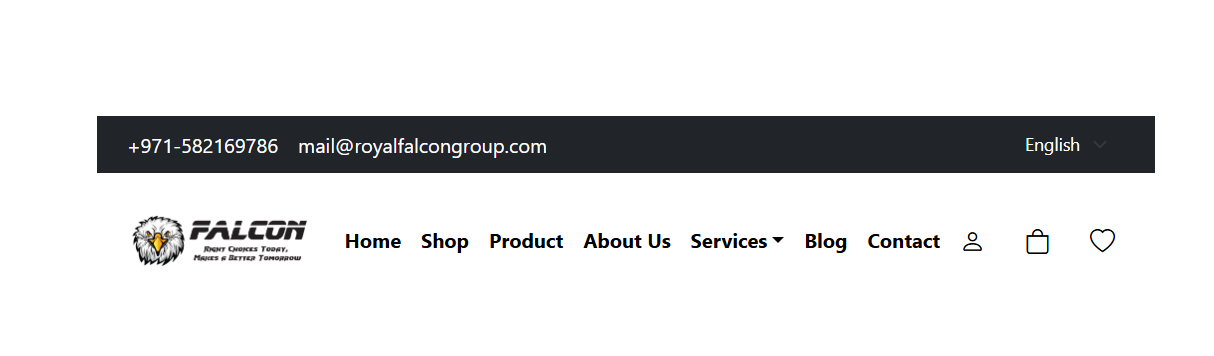 +971-582169786 mail@royalfalcongroup.com English
FALCON
Right Choices Today,
Makes a Better Tomorrow
Home Shop Product About Us Services Blog Contact